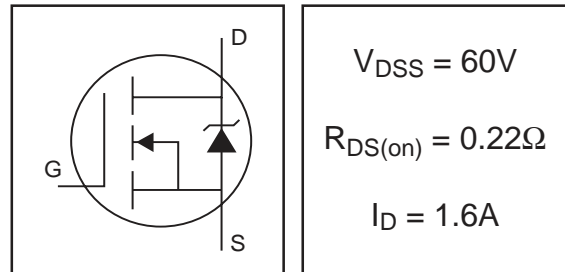 D
G
S
V_DSS = 60V
R_DS(on) = 0.22Ω
I_D = 1.6A